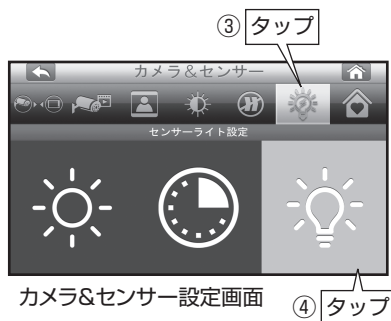 ③ タップ
カメラ&センサー
センサーライト設定
カメラ&センサー設定画面
④ タップ